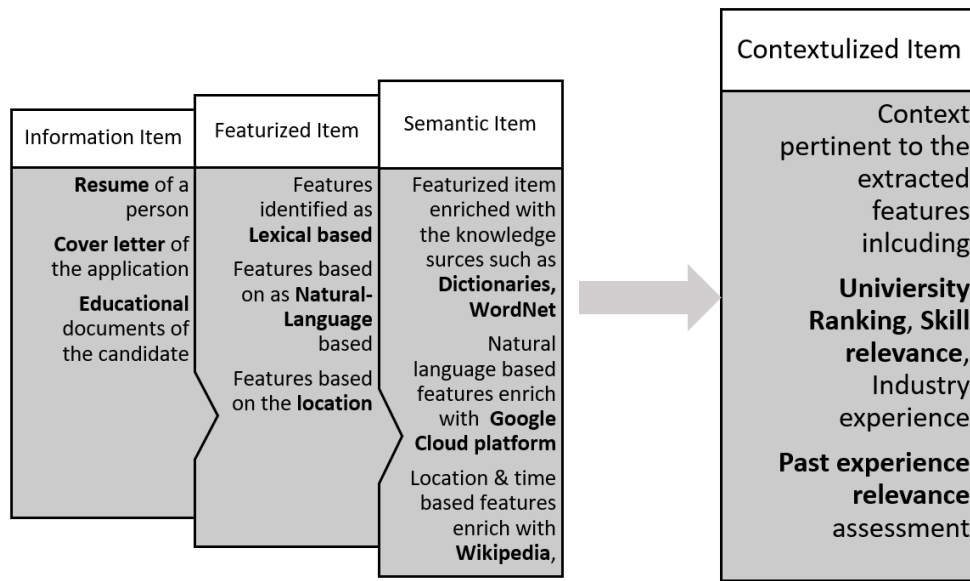 Information Item
Resume of a
person
Cover letter of
the application
Educational
documents of
the candidate
Featurized Item
Features
identified as
Lexical based
Features based
on as Natural-
Language
based
Features based
on the location
Semantic Item
Featurized item
enriched with
the knowledge
surces such as
Dictionaries,
WordNet
Natural
language based
features enrich
with Google
Cloud platform
Location & time
based features
enrich with
Wikipedia,
Contextulized Item
Context
pertinent to the
extracted
features
inlcuding
Univiersity
Ranking, Skill
relevance,
Industry
experience
Past experience
relevance
assessment